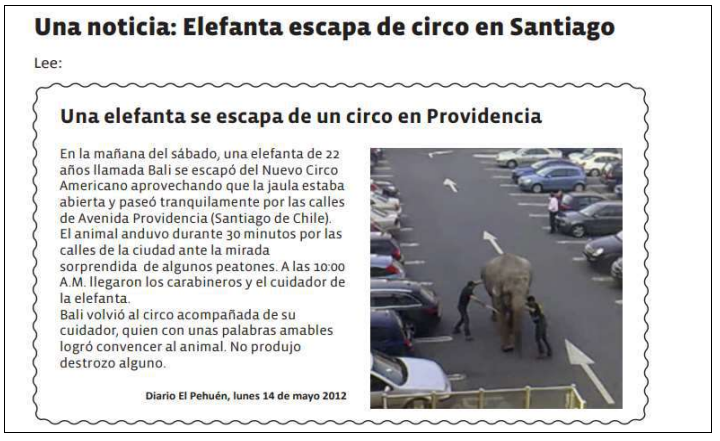 Una noticia: Elefanta escapa de circo en Santiago
Lee:
Una elefanta se escapa de un circo en Providencia
En la mañana del sábado, una elefanta de 22
años llamada Bali se escapó del Nuevo Circo
Americano aprovechando que la jaula estaba
abierta y paseó tranquilamente por las calles
de Avenida Providencia (Santiago de Chile).
El animal anduvo durante 30 minutos por las
calles de la ciudad ante la mirada
sorprendida de algunos peatones. A las 10:00
A.M. llegaron los carabineros y el cuidador de
la elefanta.
Bali volvió al circo acompañada de su
cuidador, quien con unas palabras amables
logró convencer al animal. No produjo
destrozo alguno.
Diario El Pehuén, lunes 14 de mayo 2012